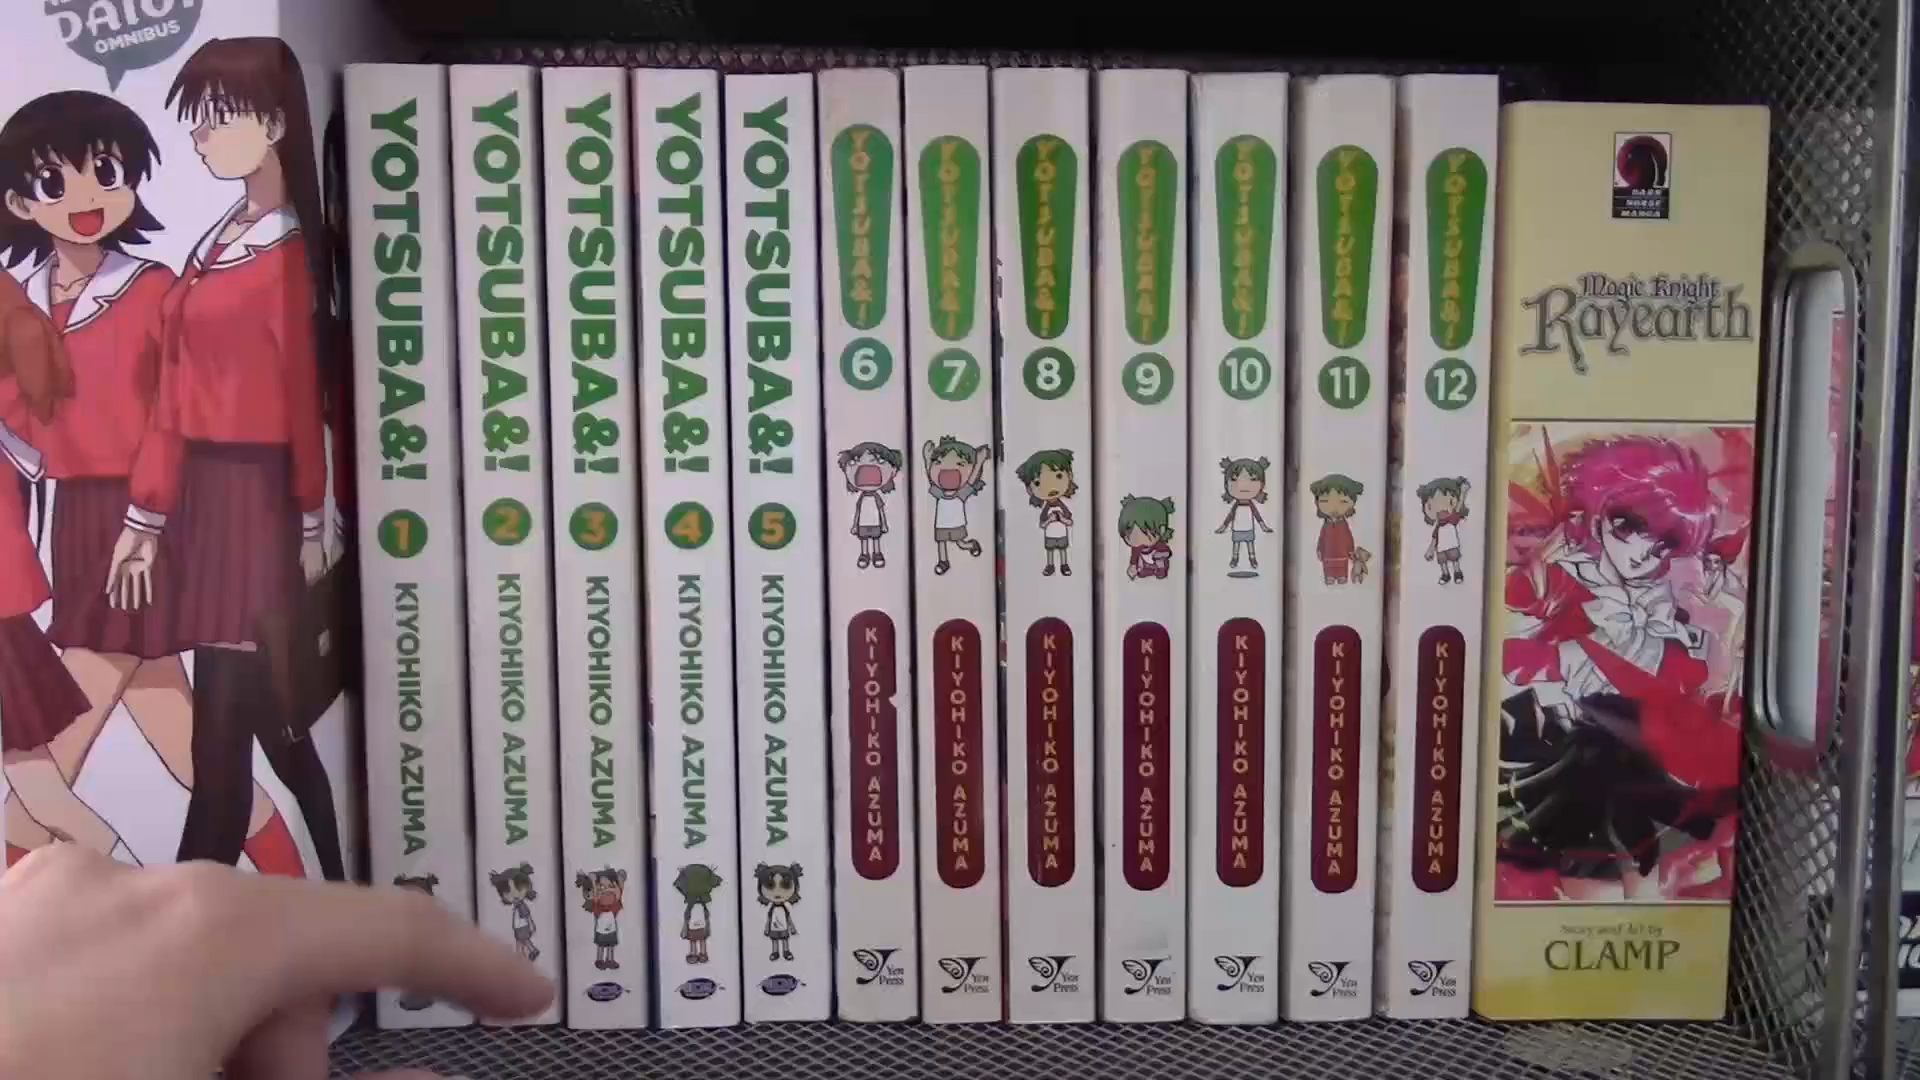 DAIOH
OMNIBUS
YOTSUBA&! 1 KIYOHIKO AZUMA
YOTSUBA&! 2 KIYOHIKO AZUMA
YOTSUBA&! 3 KIYOHIKO AZUMA
YOTSUBA&! 4 KIYOHIKO AZUMA
YOTSUBA&! 5 KIYOHIKO AZUMA
YOTSUBA&! 6 KIYOHIKO AZUMA Yen Press
YOTSUBA&! 7 KIYOHIKO AZUMA Yen Press
YOTSUBA&! 8 KIYOHIKO AZUMA Yen Press
YOTSUBA&! 9 KIYOHIKO AZUMA Yen Press
YOTSUBA&! 10 KIYOHIKO AZUMA Yen Press
YOTSUBA&! 11 KIYOHIKO AZUMA Yen Press
YOTSUBA&! 12 KIYOHIKO AZUMA Yen Press
DARK
HORSE
MANGA
Magic Knight
Rayearth
Story and Art by
CLAMP